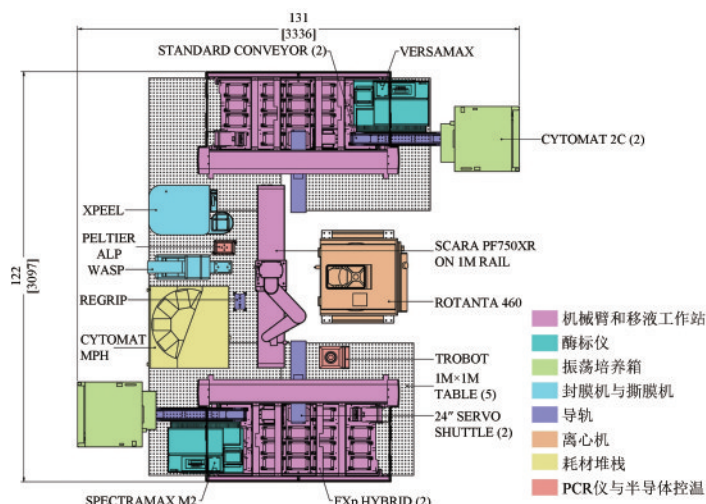 131
[3336]
STANDARD CONVEYOR (2)
VERSAMAX
CYTOMAT 2C (2)
XPEEL
PELTIER
ALP
WASP
SCARA PF750XR
ON 1M RAIL
122
[3097]
REGRIP
ROTANTA 460
CYTOMAT
MPH
TROBOT
1M×1M
TABLE (5)
24″ SERVO
SHUTTLE (2)
SPECTRAMAX M2
EXp HYBRID (2)
机械臂和移液工作站
酶标仪
振荡培养箱
封膜机与撕膜机
导轨
离心机
耗材堆栈
PCR仪与半导体控温